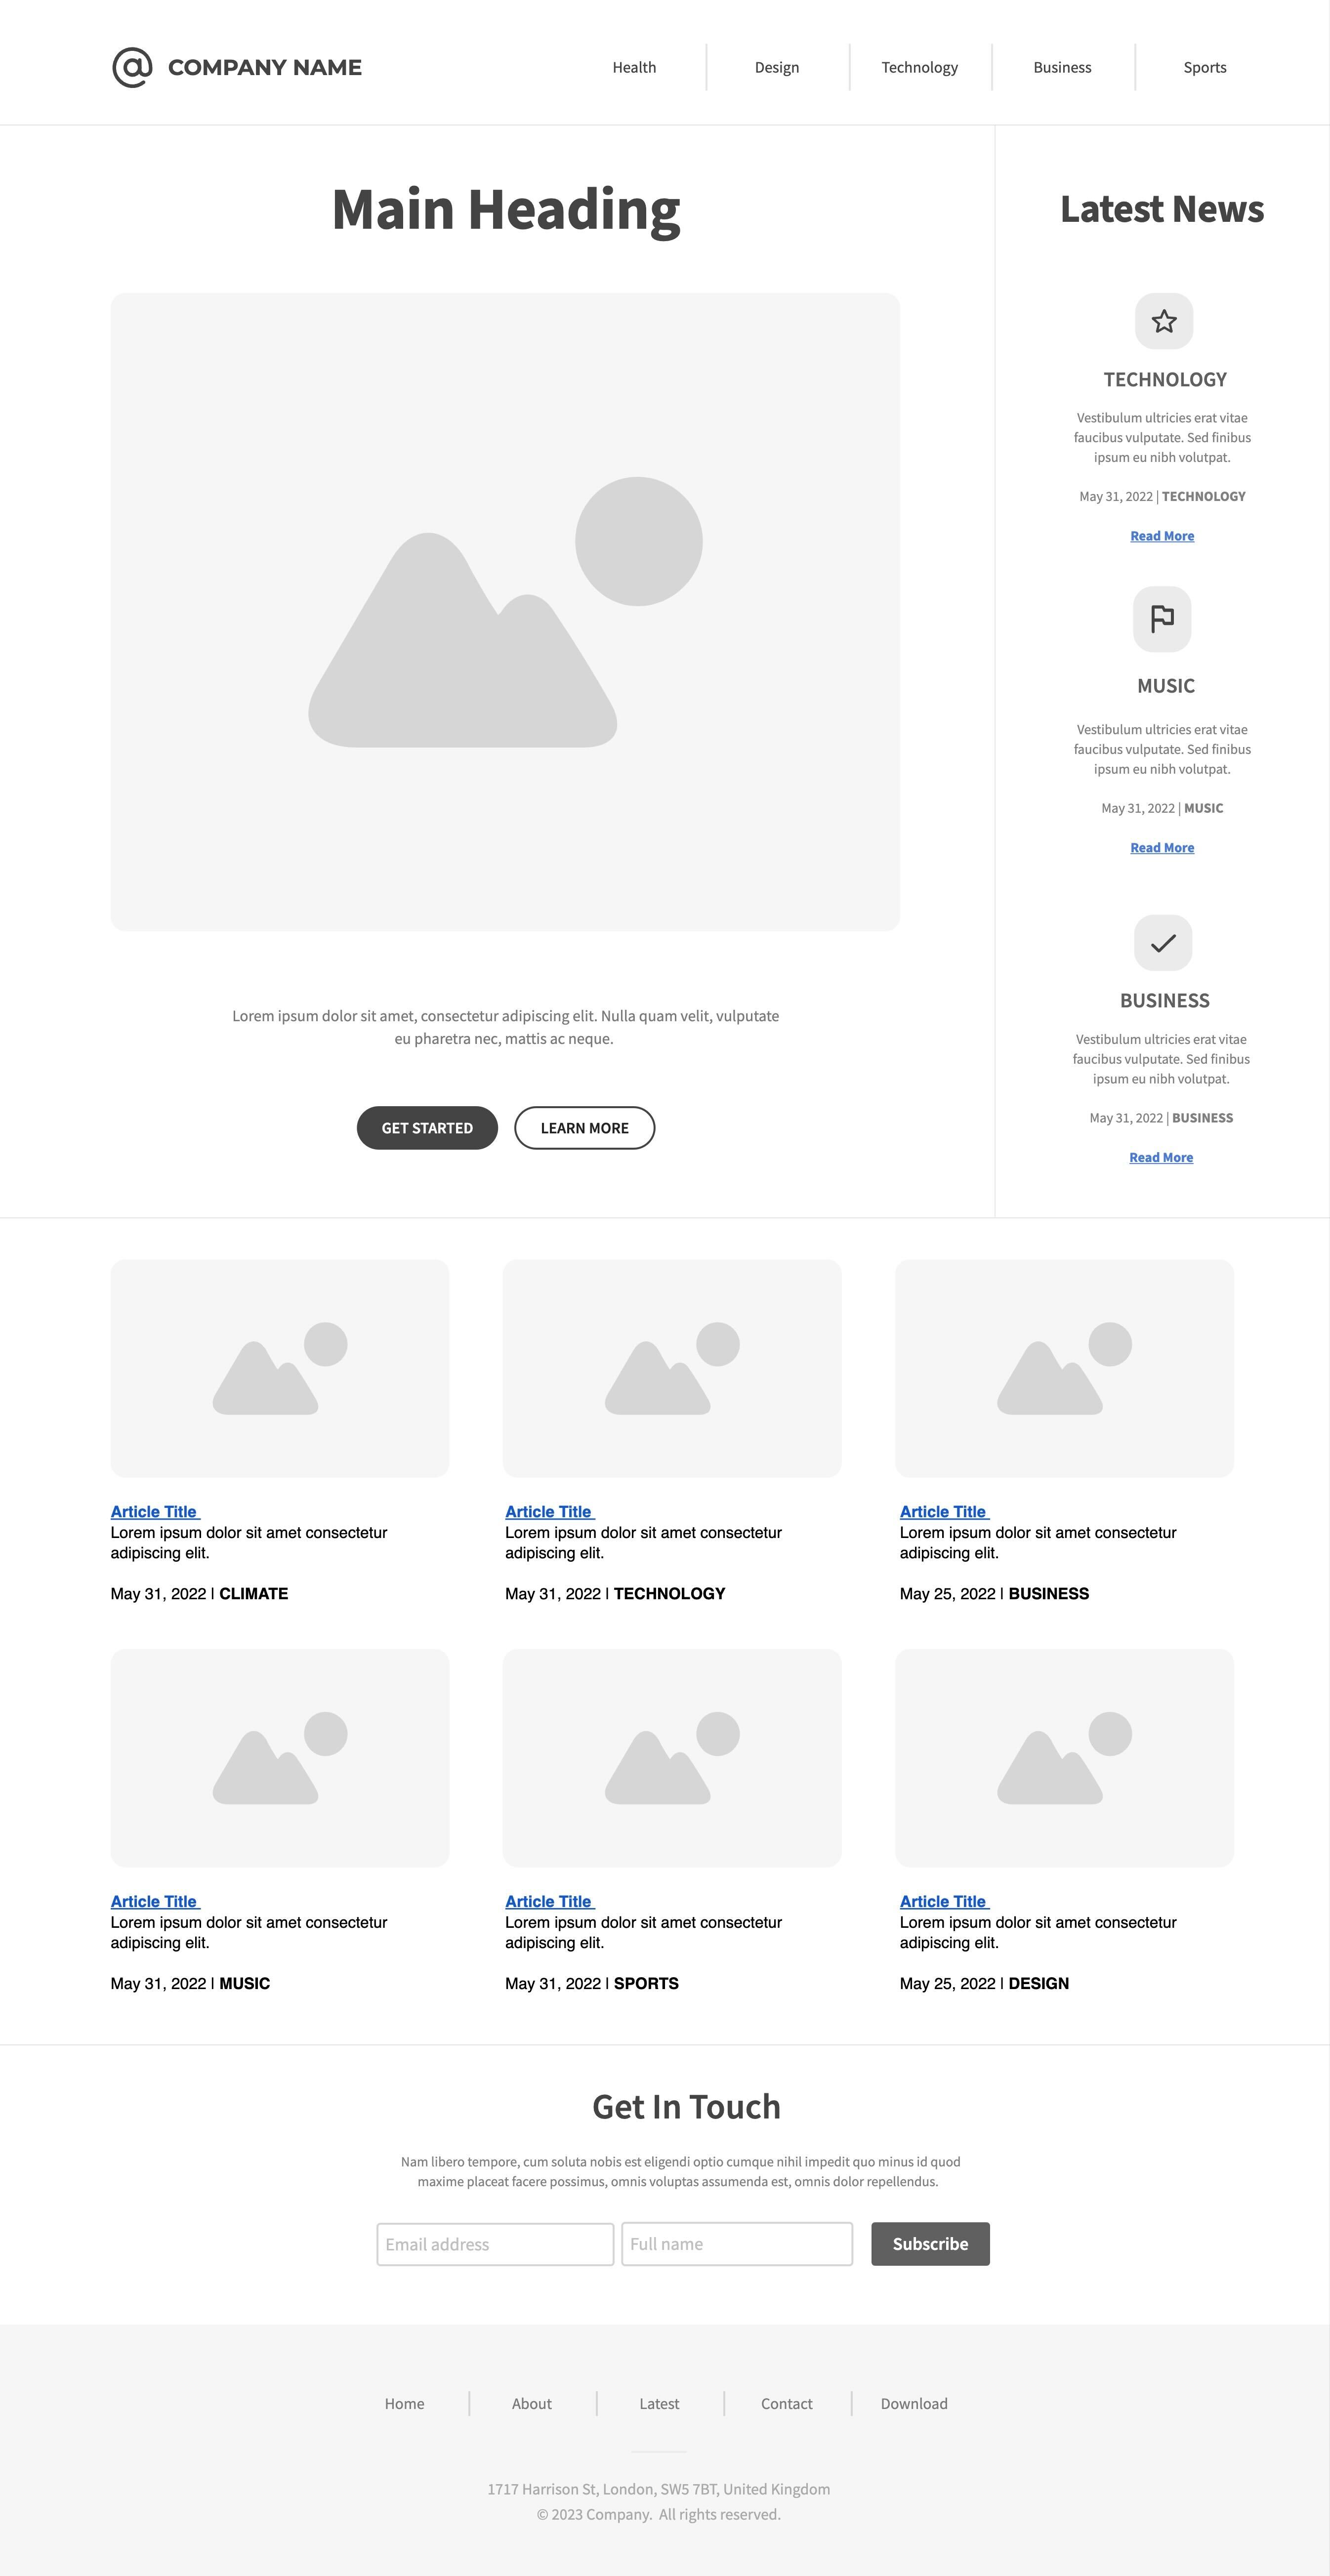 COMPANY NAME
Health
Design
Technology
Business
Sports
Main Heading
Lorem ipsum dolor sit amet, consectetur adipiscing elit. Nulla quam velit, vulputate
eu pharetra nec, mattis ac neque.
GET STARTED
LEARN MORE
Latest News
TECHNOLOGY
Vestibulum ultricies erat vitae
faucibus vulputate. Sed finibus
ipsum eu nibh volutpat.
May 31, 2022 | TECHNOLOGY
Read More
MUSIC
Vestibulum ultricies erat vitae
faucibus vulputate. Sed finibus
ipsum eu nibh volutpat.
May 31, 2022 | MUSIC
Read More
BUSINESS
Vestibulum ultricies erat vitae
faucibus vulputate. Sed finibus
ipsum eu nibh volutpat.
May 31, 2022 | BUSINESS
Read More
Article Title
Lorem ipsum dolor sit amet consectetur
adipiscing elit.
May 31, 2022 | CLIMATE
Article Title
Lorem ipsum dolor sit amet consectetur
adipiscing elit.
May 31, 2022 | TECHNOLOGY
Article Title
Lorem ipsum dolor sit amet consectetur
adipiscing elit.
May 25, 2022 | BUSINESS
Article Title
Lorem ipsum dolor sit amet consectetur
adipiscing elit.
May 31, 2022 | MUSIC
Article Title
Lorem ipsum dolor sit amet consectetur
adipiscing elit.
May 31, 2022 | SPORTS
Article Title
Lorem ipsum dolor sit amet consectetur
adipiscing elit.
May 25, 2022 | DESIGN
Get In Touch
Nam libero tempore, cum soluta nobis est eligendi optio cumque nihil impedit quo minus id quod
maxime placeat facere possimus, omnis voluptas assumenda est, omnis dolor repellendus.
Email address
Full name
Subscribe
Home
About
Latest
Contact
Download
1717 Harrison St, London, SW5 7BT, United Kingdom
© 2023 Company. All rights reserved.